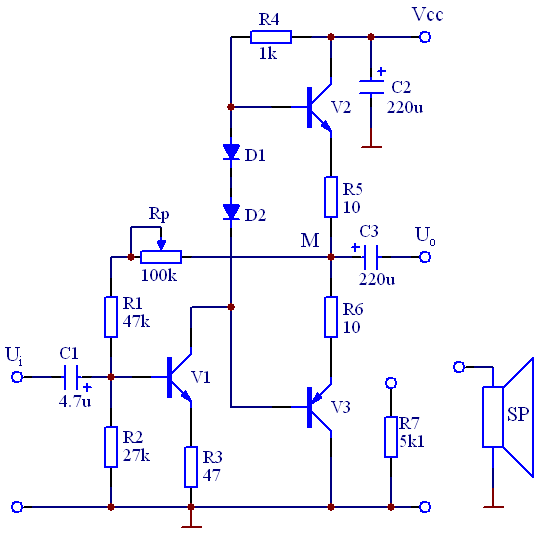 Vcc
R4
1k
C2
220u
V2
D1
R5
10
D2
Rp
100k
M
C3
220u
Uo
R1
47k
R6
10
Ui
C1
4.7u
V1
V3
R2
27k
R3
47
R7
5k1
SP